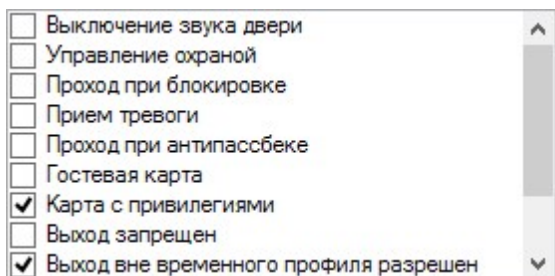 Выключение звука двери
Управление охраной
Проход при блокировке
Прием тревоги
Проход при антипассбеке
Гостевая карта
Карта с привилегиями
Выход запрещен
Выход вне временного профиля разрешен